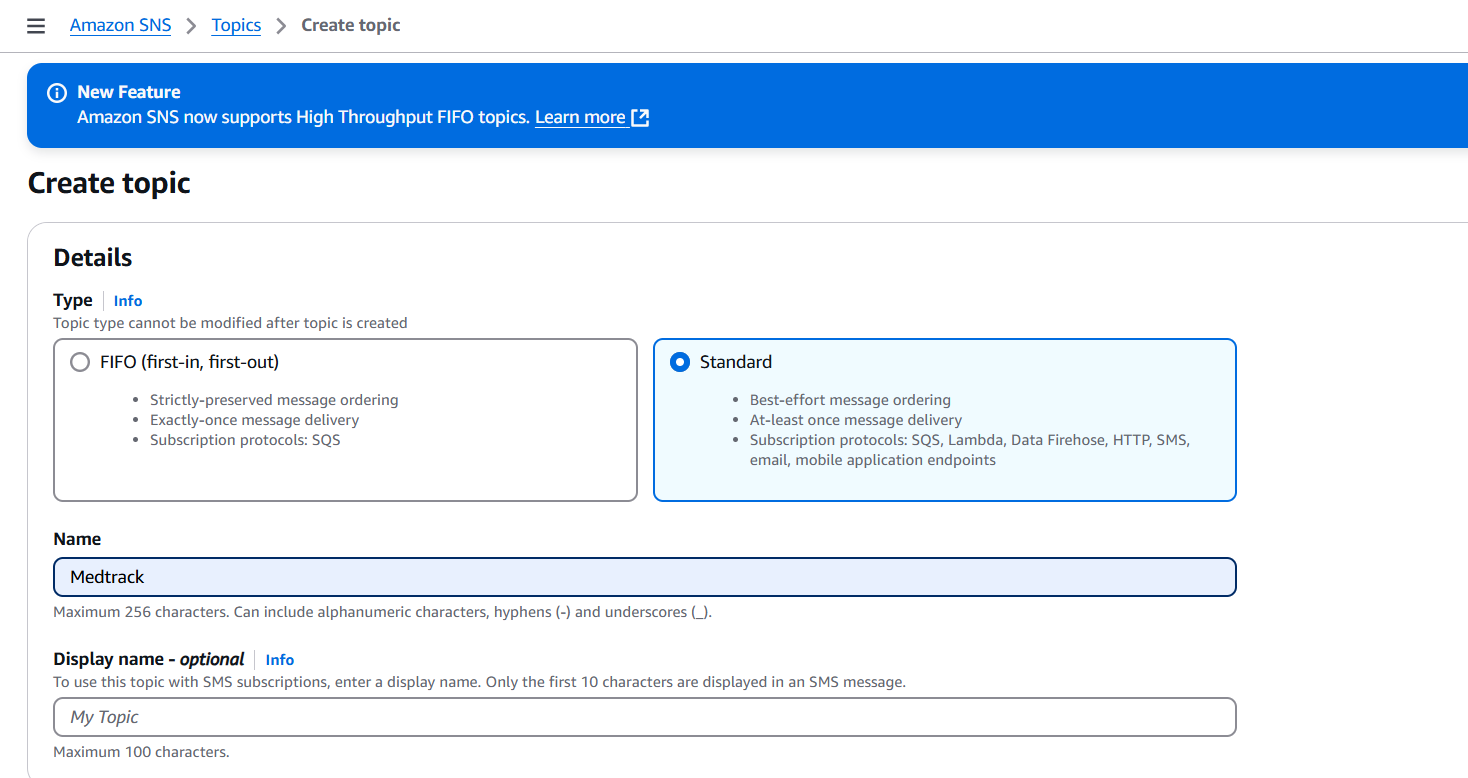 Amazon SNS > Topics > Create topic
New Feature
Amazon SNS now supports High Throughput FIFO topics. Learn more
Create topic
Details
Type | Info
Topic type cannot be modified after topic is created
FIFO (first-in, first-out)
• Strictly-preserved message ordering
• Exactly-once message delivery
• Subscription protocols: SQS
Standard
• Best-effort message ordering
• At-least once message delivery
• Subscription protocols: SQS, Lambda, Data Firehose, HTTP, SMS,
email, mobile application endpoints
Name
Medtrack
Maximum 256 characters. Can include alphanumeric characters, hyphens (-) and underscores (_).
Display name - optional | Info
To use this topic with SMS subscriptions, enter a display name. Only the first 10 characters are displayed in an SMS message.
My Topic
Maximum 100 characters.